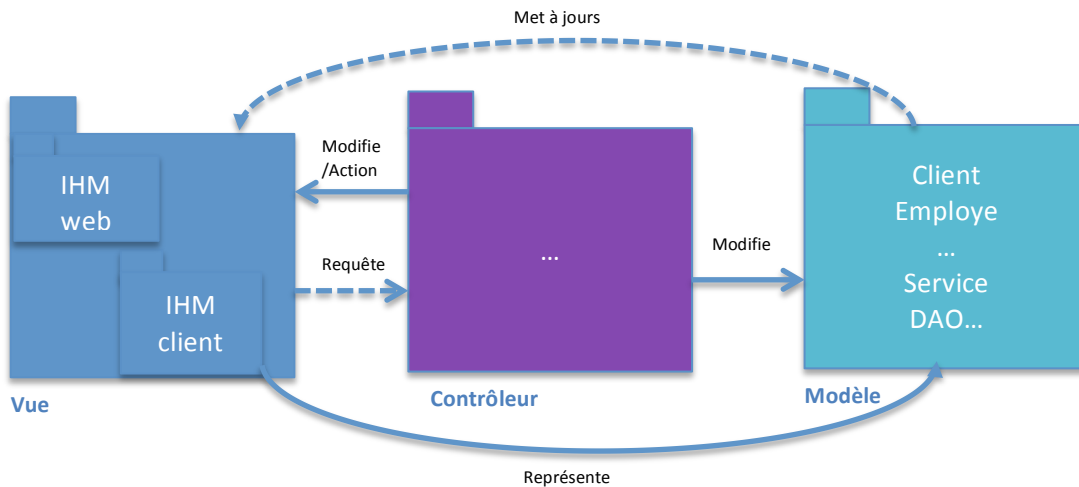 Met à jours
Modifie
/Action
IHM
web
Requête
IHM
client
Vue
...
Contrôleur
Modifie
Client
Employe
...
Service
DAO...
Modèle
Représente